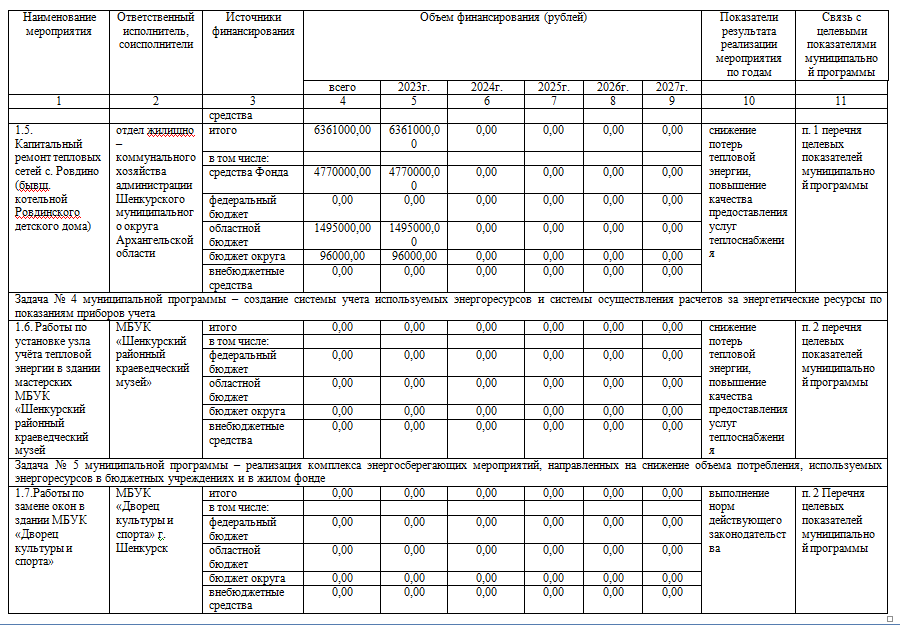 Наименование мероприятия | Ответственный исполнитель, соисполнители | Источники финансирования | Объем финансирования (рублей) | Показатели результата реализации мероприятия по годам | Связь с целевыми показателями муниципально й программы
всего | 2023г. | 2024г. | 2025г. | 2026г. | 2027г.
1 | 2 | 3 | 4 | 5 | 6 | 7 | 8 | 9 | 10 | 11
средства
1.5. Капитальный ремонт тепловых сетей с. Ровдино (бывш. котельной Ровдинского детского дома) | отдел жилищно – коммунального хозяйства администрации Шенкурского муниципальног о округа Архангельской области | итого | 6361000,00 | 6361000,0 0 | 0,00 | 0,00 | 0,00 | 0,00 | снижение потерь тепловой энергии, повышение качества предоставления услуг теплоснабжени я | п. 1 перечня целевых показателей муниципально й программы
в том числе:
средства Фонда | 4770000,00 | 4770000,0 0 | 0,00 | 0,00 | 0,00 | 0,00
федеральный бюджет | 0,00 | 0,00 | 0,00 | 0,00 | 0,00 | 0,00
областной бюджет | 1495000,00 | 1495000,0 0 | 0,00 | 0,00 | 0,00 | 0,00
бюджет округа | 96000,00 | 96000,00 | 0,00 | 0,00 | 0,00 | 0,00
внебюджетные средства | 0,00 | 0,00 | 0,00 | 0,00 | 0,00 | 0,00
Задача № 4 муниципальной программы – создание системы учета используемых энергоресурсов и системы осуществления расчетов за энергетические ресурсы по
показаниям приборов учета
1.6. Работы по установке узла учёта тепловой энергии в здании мастерских МБУК «Шенкурский районный краеведческий музей | МБУК «Шенкурский районный краеведческий музей» | итого | 0,00 | 0,00 | 0,00 | 0,00 | 0,00 | 0,00 | снижение потерь тепловой энергии, повышение качества предоставления услуг теплоснабжени я | п. 2 перечня целевых показателей муниципально й программы
в том числе:
федеральный бюджет | 0,00 | 0,00 | 0,00 | 0,00 | 0,00 | 0,00
областной бюджет | 0,00 | 0,00 | 0,00 | 0,00 | 0,00 | 0,00
бюджет округа | 0,00 | 0,00 | 0,00 | 0,00 | 0,00 | 0,00
внебюджетные средства | 0,00 | 0,00 | 0,00 | 0,00 | 0,00 | 0,00
Задача № 5 муниципальной программы – реализация комплекса энергосберегающих мероприятий, направленных на снижение объема потребления, используемых
энергоресурсов в бюджетных учреждениях и в жилом фонде
1.7.Работы по замене окон в здании МБУК «Дворец культуры и спорта» | МБУК «Дворец культуры и спорта» г. Шенкурск | итого | 0,00 | 0,00 | 0,00 | 0,00 | 0,00 | 0,00 | выполнение норм действующего законодательст ва | п. 2 Перечня целевых показателей муниципально й программы
в том числе:
федеральный бюджет | 0,00 | 0,00 | 0,00 | 0,00 | 0,00 | 0,00
областной бюджет | 0,00 | 0,00 | 0,00 | 0,00 | 0,00 | 0,00
бюджет округа | 0,00 | 0,00 | 0,00 | 0,00 | 0,00 | 0,00
внебюджетные средства | 0,00 | 0,00 | 0,00 | 0,00 | 0,00 | 0,00